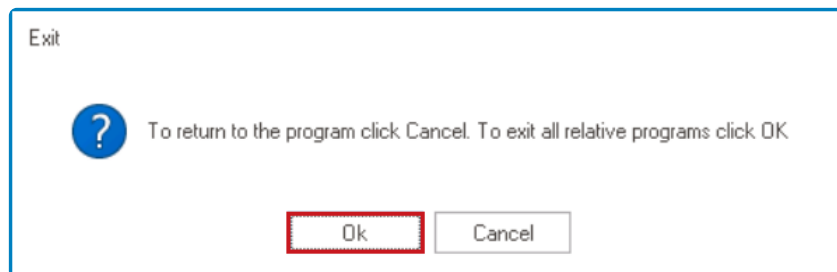 Exit
?
To return to the program click Cancel. To exit all relative programs click OK
Ok
Cancel